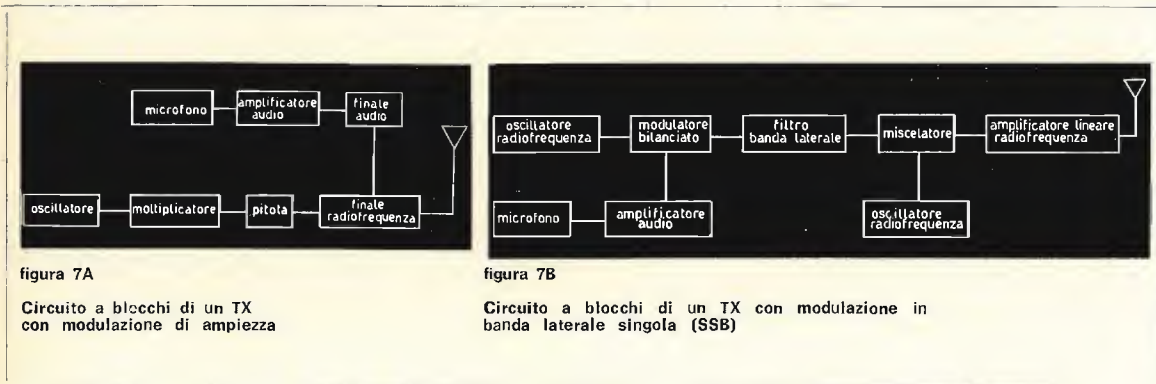 microfono
amplificatore
audio
finale
audio
oscillatore
moltiplicatore
pilota
finale
radiofrequenza
oscillatore
radiofrequenza
modulatore
bilanciato
filtro
banda laterale
miscelatore
amplificatore lineare
radiofrequenza
microfono
amplificatore
audio
oscillatore
radiofrequenza
figura 7A
Circuito a blocchi di un TX
con modulazione di ampiezza
figura 7B
Circuito a blocchi di un TX con modulazione in
banda laterale singola (SSB)